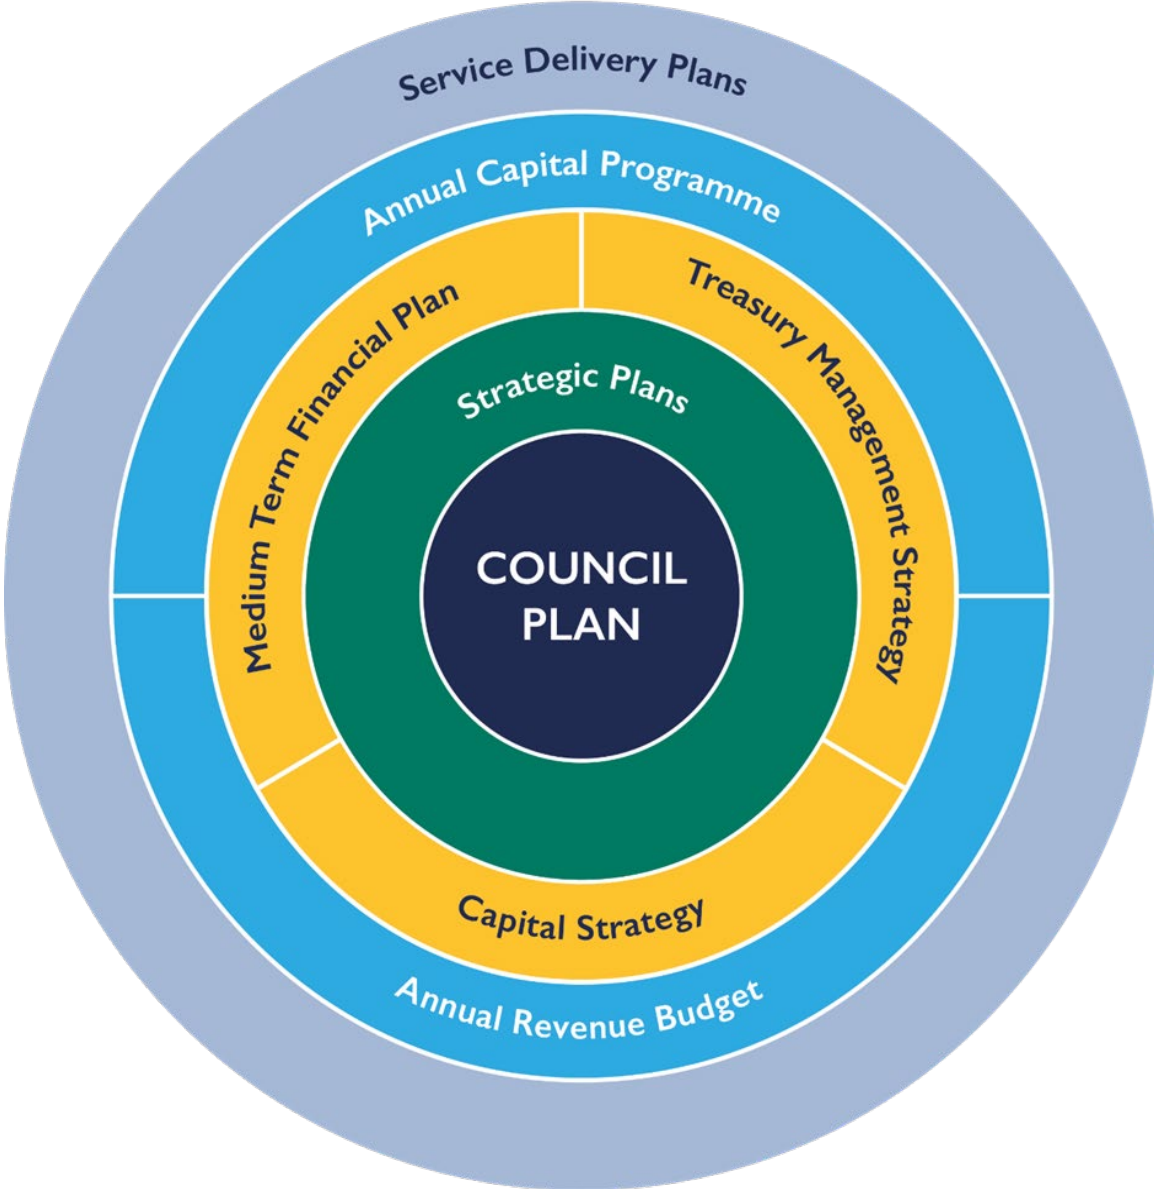 Service Delivery Plans
Annual Capital Programme
Medium Term Financial Plan
Treasury Management Strategy
Strategic Plans
COUNCIL
PLAN
Capital Strategy
Annual Revenue Budget